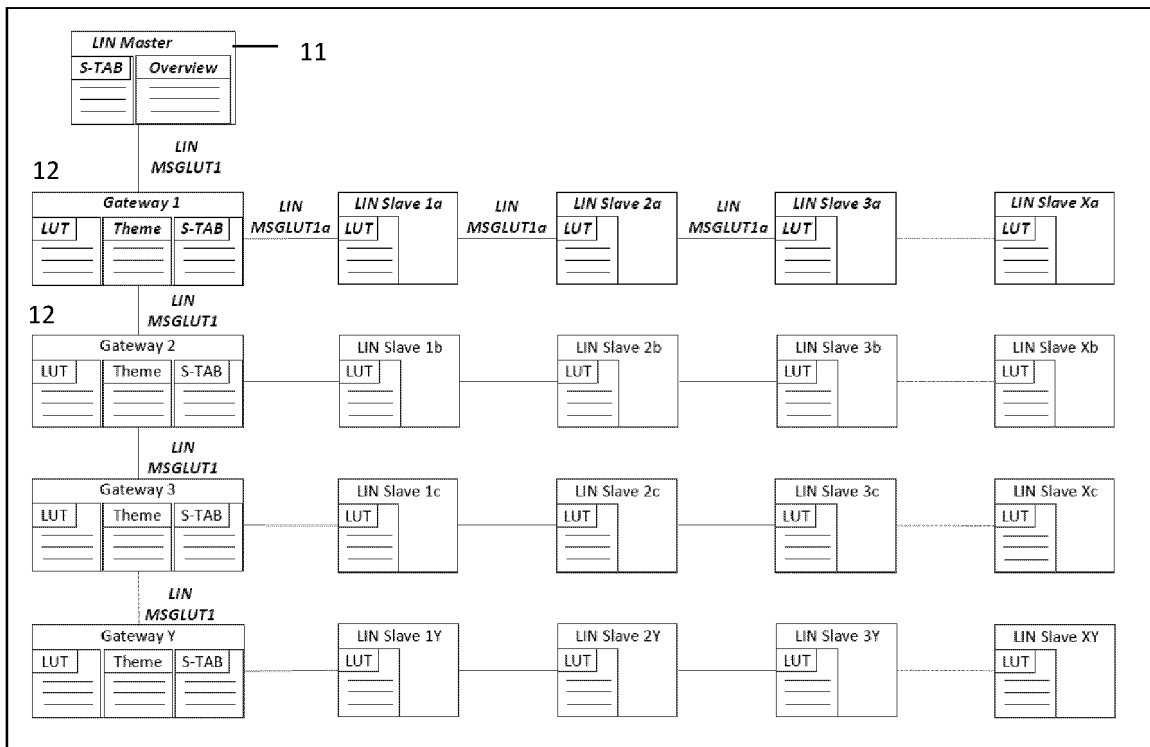 LIN Master
11
S-TAB Overview
LIN
MSGLUT1
12
Gateway 1
LUT Theme S-TAB
LIN
MSGLUT1a
LIN Slave 1a
LUT
LIN
MSGLUT1a
LIN Slave 2a
LUT
LIN
MSGLUT1a
LIN Slave 3a
LUT
LIN Slave Xa
LUT
LIN
MSGLUT1
12
Gateway 2
LUT Theme S-TAB
LIN Slave 1b
LUT
LIN Slave 2b
LUT
LIN Slave 3b
LUT
LIN Slave Xb
LUT
LIN
MSGLUT1
Gateway 3
LUT Theme S-TAB
LIN Slave 1c
LUT
LIN Slave 2c
LUT
LIN Slave 3c
LUT
LIN Slave Xc
LUT
LIN
MSGLUT1
Gateway Y
LUT Theme S-TAB
LIN Slave 1Y
LUT
LIN Slave 2Y
LUT
LIN Slave 3Y
LUT
LIN Slave XY
LUT